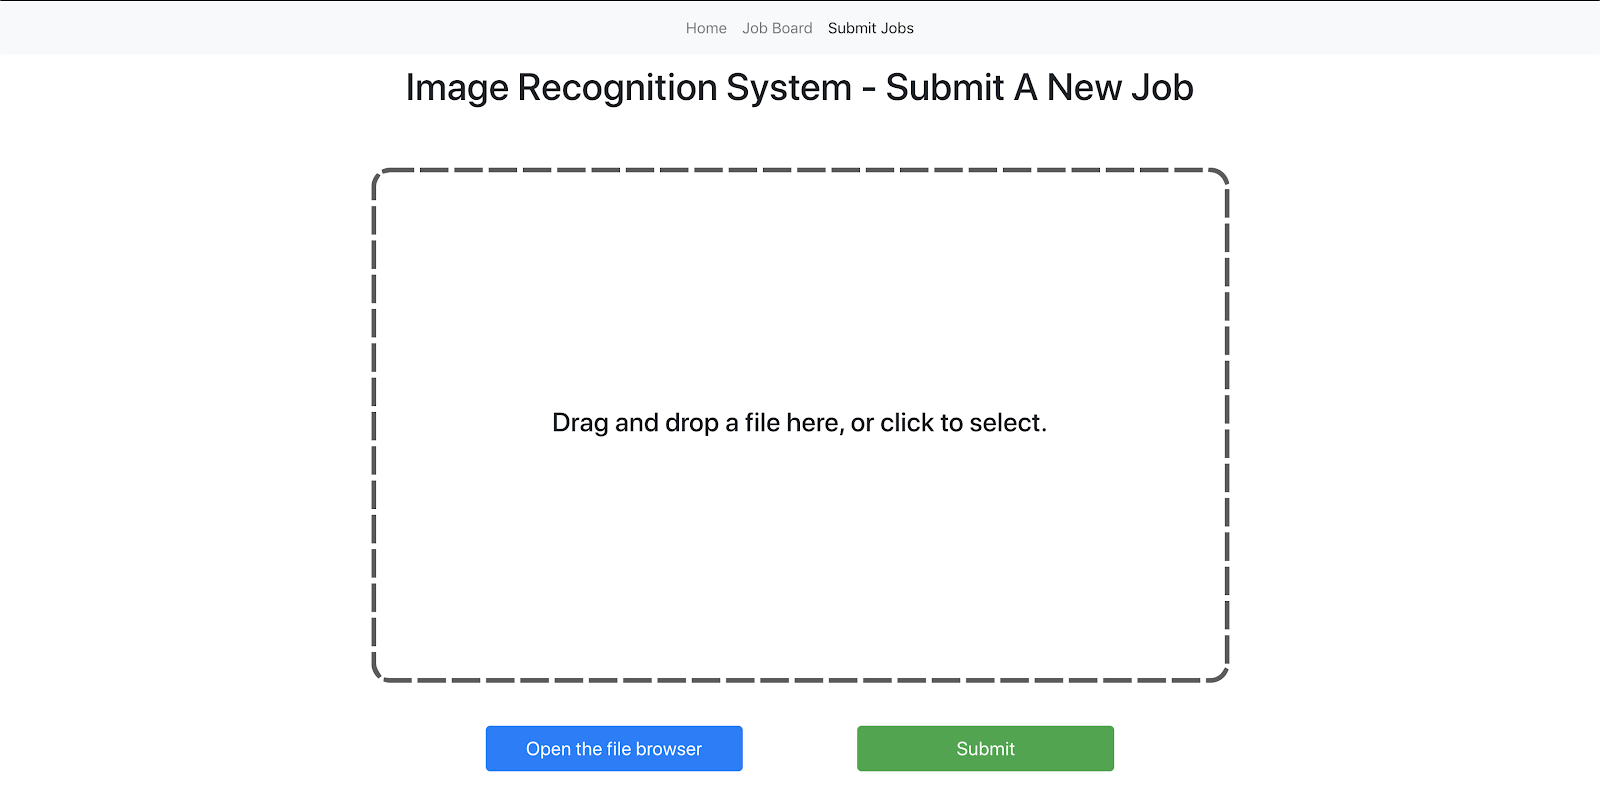 Home Job Board Submit Jobs
Image Recognition System - Submit A New Job
Drag and drop a file here, or click to select.
Open the file browser
Submit